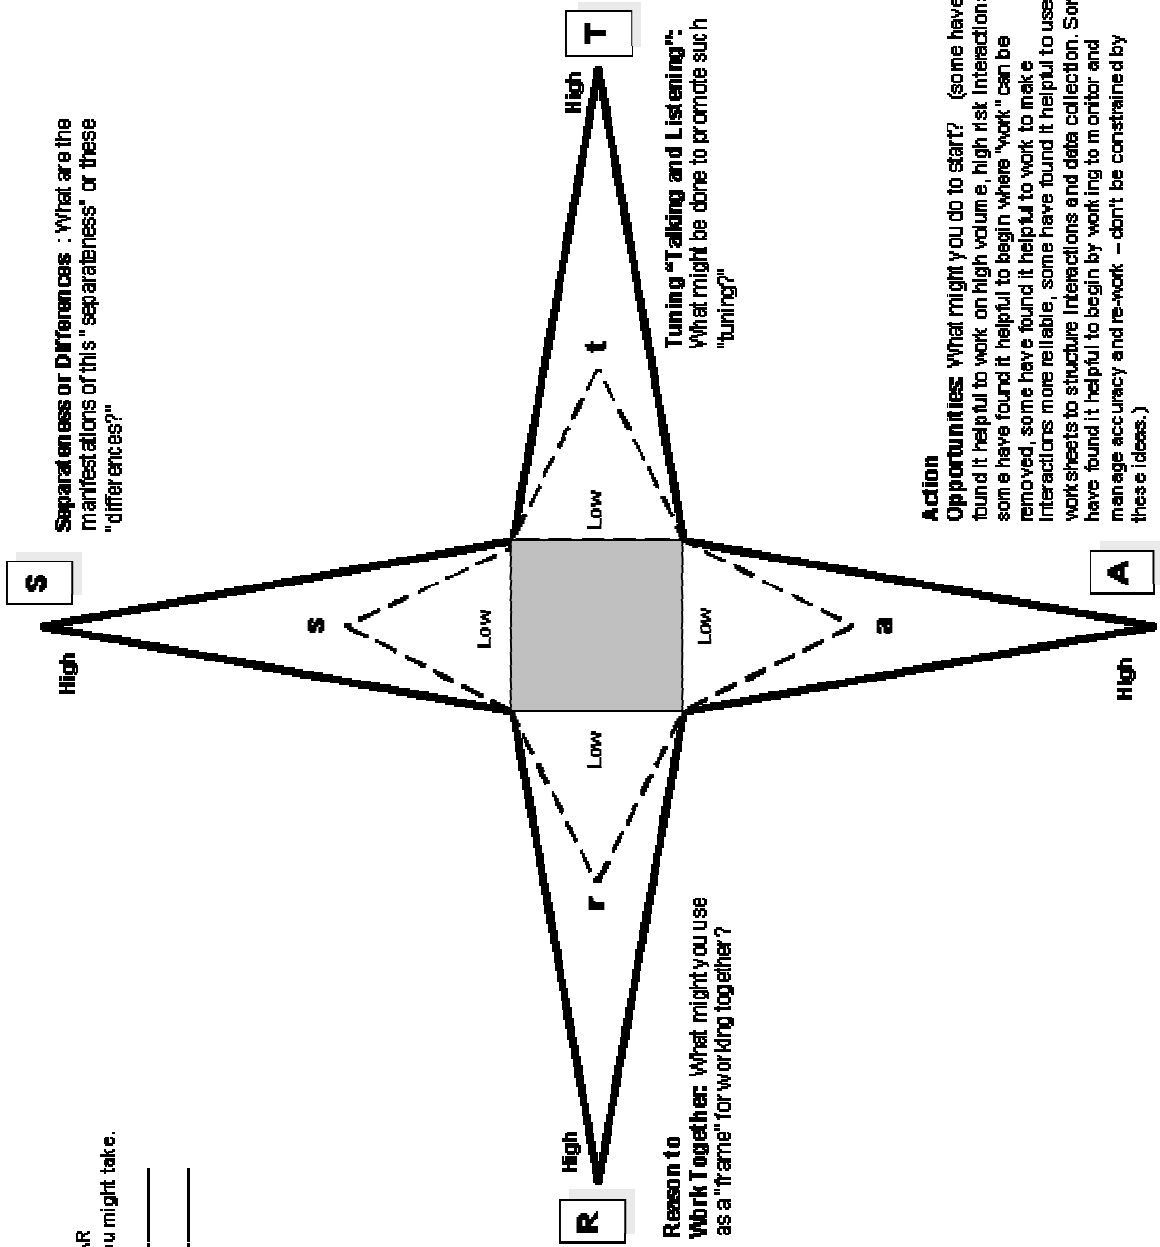 AR
ou might take.
S
High
Separateness or Differences : What are the
manifestations of this "separateness" or these
"differences?"
s
Low
R
High
r
Low
Low
t
High
T
Reason to
Work Together: What might you use
as a "frame" for working together?
Tuning "Talking and Listening":
What might be done to promote such
"tuning?"
Low
a
High
A
Action
Opportunities: What might you do to start? (some have
found it helpful to work on high volume, high risk Interaction
some have found it helpful to begin where "work" can be
removed, some have found it helpful to work to make
Interactions more reliable, some have found it helpful to use
worksheets to structure Interactions and data collection. Som
have found it helpful to begin by working to monitor and
manage accuracy and re-work – don't be constrained by
these ideas.)